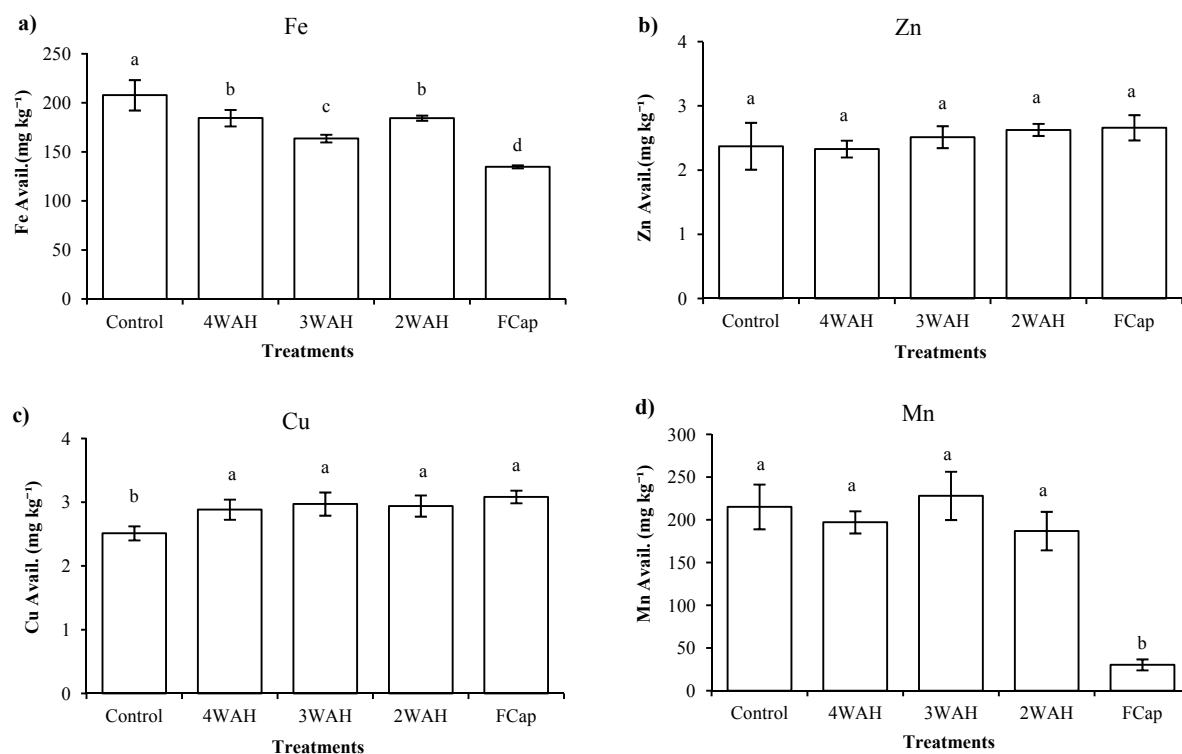 a)
Fe
Fe Avail.(mg kg⁻¹)
250
200
150
100
50
0
a
b
c
b
d
Control 4WAH 3WAH 2WAH FCap
Treatments
b)
Zn
Zn Avail.(mg kg⁻¹)
4
3
2
1
0
a
a
a
a
a
Control 4WAH 3WAH 2WAH FCap
Treatments
c)
Cu
Cu Avail. (mg kg⁻¹)
4
3
2
1
0
b
a
a
a
a
Control 4WAH 3WAH 2WAH FCap
Treatments
d)
Mn
Mn Avail. (mg kg⁻¹)
300
250
200
150
100
50
0
a
a
a
a
b
Control 4WAH 3WAH 2WAH FCap
Treatments